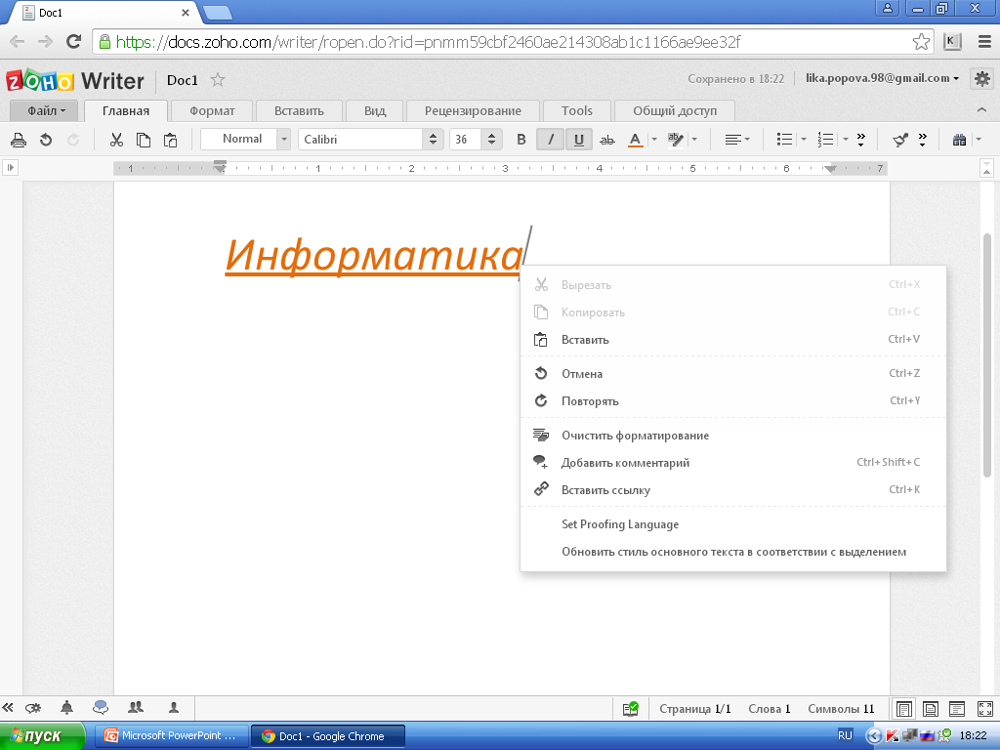 Doc1
https://docs.zoho.com/writer/ropen.do?rid=pnmm59cbf2460ae214308ab1c1166ae9ee32f
K
ZOHO Writer Doc1 Сохранено в 18:22 lika.popova.98@gmail.com
Файл Главная Формат Вставить Вид Рецензирование Tools Общий доступ
Normal Calibri 36 B I U ab A
1 1 2 3 4 5 6 7
Информатика
Вырезать Ctrl+X
Копировать Ctrl+C
Вставить Ctrl+V
Отмена Ctrl+Z
Повторять Ctrl+Y
Очистить форматирование
Добавить комментарий Ctrl+Shift+C
Вставить ссылку Ctrl+K
Set Proofing Language
Обновить стиль основного текста в соответствии с выделением
Страница 1/1 Слова 1 Символы 11
пуск Microsoft PowerPoint ... Doc1 - Google Chrome RU 18:22